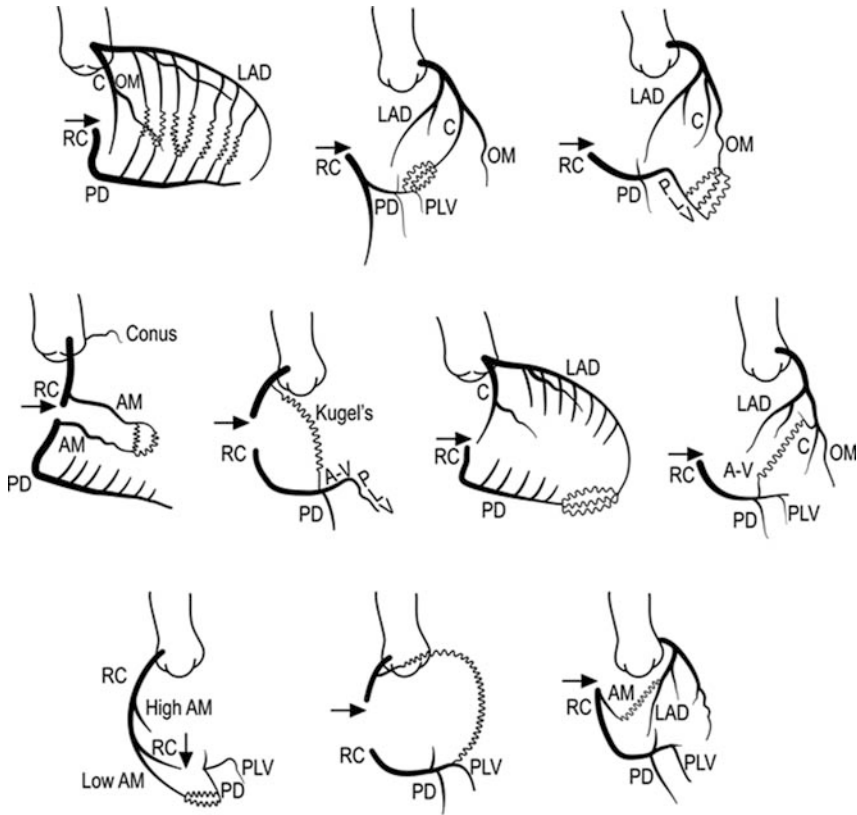 C OM LAD
RC
PD
LAD C
RC OM
PD PLV
LAD C
RC OM
PD PLV
Conus
RC AM
AM
PD
Kugel's
RC A-V PLV
PD
C LAD
RC
PD
LAD C
RC A-V OM
PD PLV
RC
High AM
RC
Low AM PLV
PD
RC
PLV
PD
AM
RC LAD
PD PLV